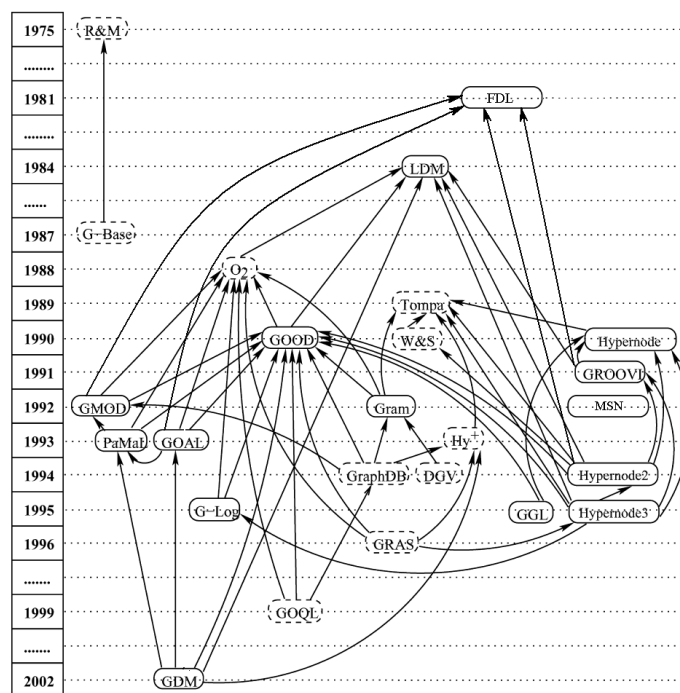 1975 R&M
........
1981 FDL
........
1984 LDM
......
1987 G-Base
1988 O2
1989 Tompa
1990 GOOD W&S Hypernode
1991 GROOVL
1992 GMOD Gram MSN
1993 PaMaL GOAL Hy+
1994 GraphDB DGV Hypernode2
1995 G-Log GGL Hypernode3
1996 GRAS
.......
1999 GOQL
.......
2002 GDM